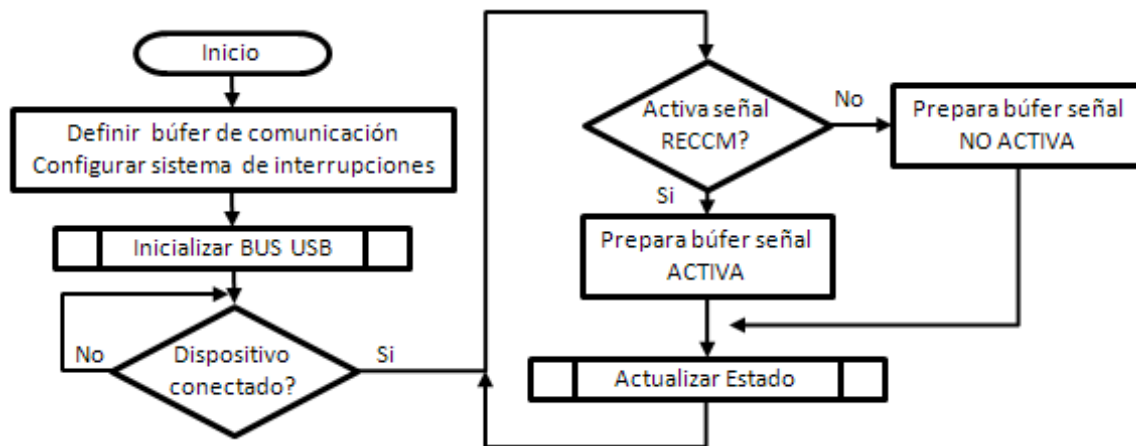 Inicio
Definir búfer de comunicación
Configurar sistema de interrupciones
Inicializar BUS USB
No
Dispositivo
conectado?
Si
Activa señal
RECCM?
No
Prepara búfer señal
NO ACTIVA
Si
Prepara búfer señal
ACTIVA
Actualizar Estado